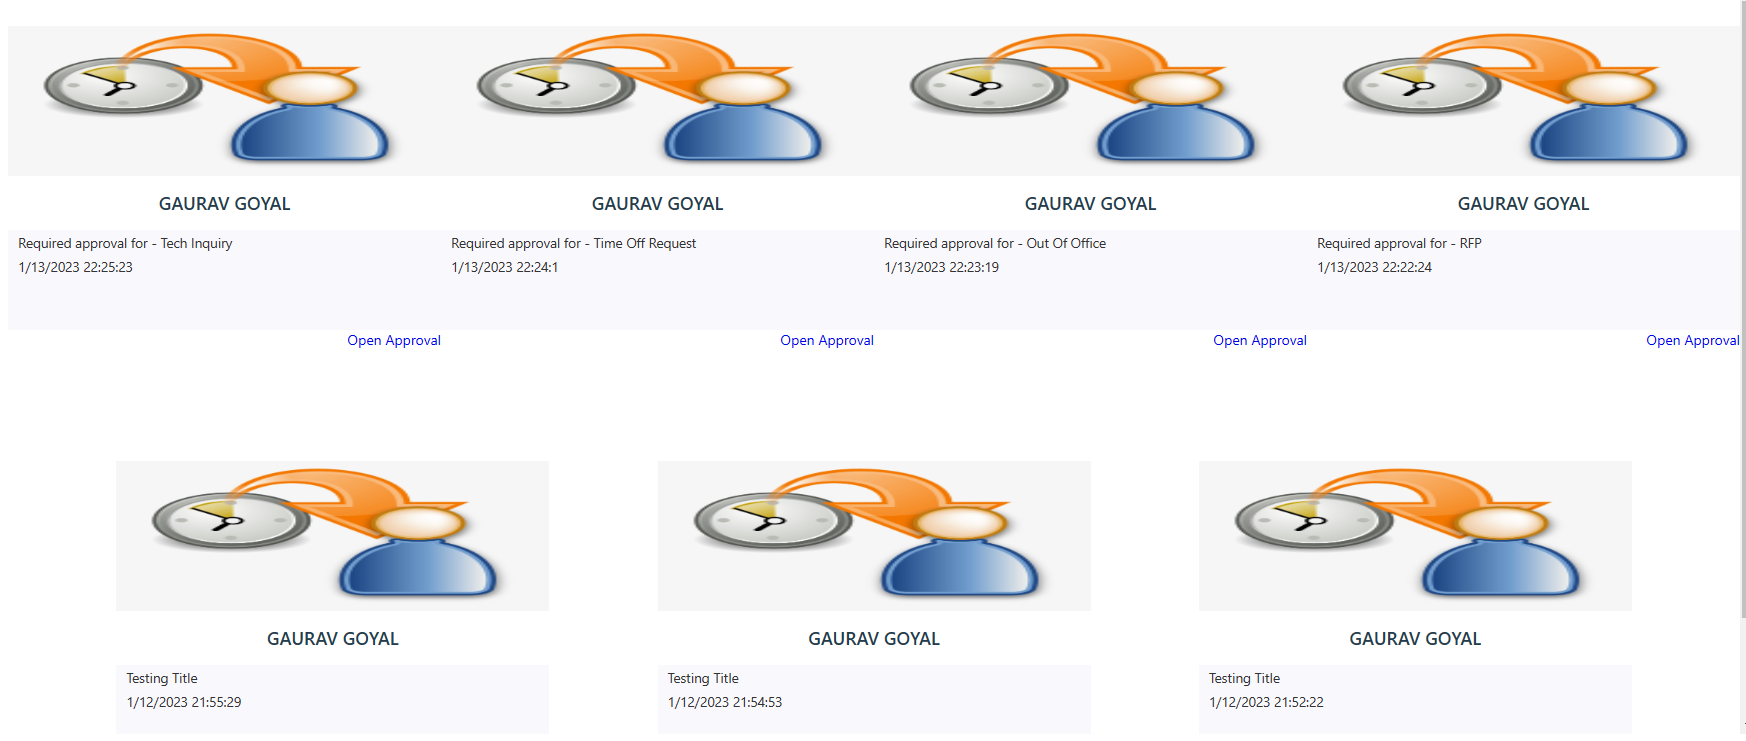 GAURAV GOYAL
Required approval for - Tech Inquiry
1/13/2023 22:25:23
Open Approval
GAURAV GOYAL
Required approval for - Time Off Request
1/13/2023 22:24:1
Open Approval
GAURAV GOYAL
Required approval for - Out Of Office
1/13/2023 22:23:19
Open Approval
GAURAV GOYAL
Required approval for - RFP
1/13/2023 22:22:24
Open Approval
GAURAV GOYAL
Testing Title
1/12/2023 21:55:29
GAURAV GOYAL
Testing Title
1/12/2023 21:54:53
GAURAV GOYAL
Testing Title
1/12/2023 21:52:22